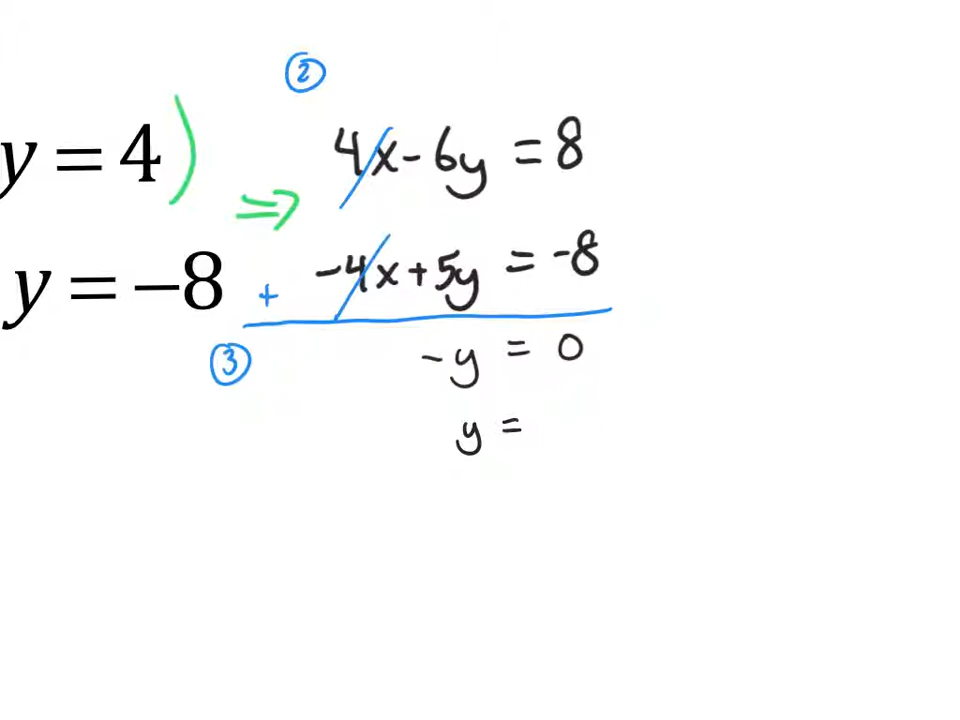 ②
y = 4)
4x - 6y = 8
⇒
-4x + 5y = -8
y = −8
+
③
-y = 0
y =